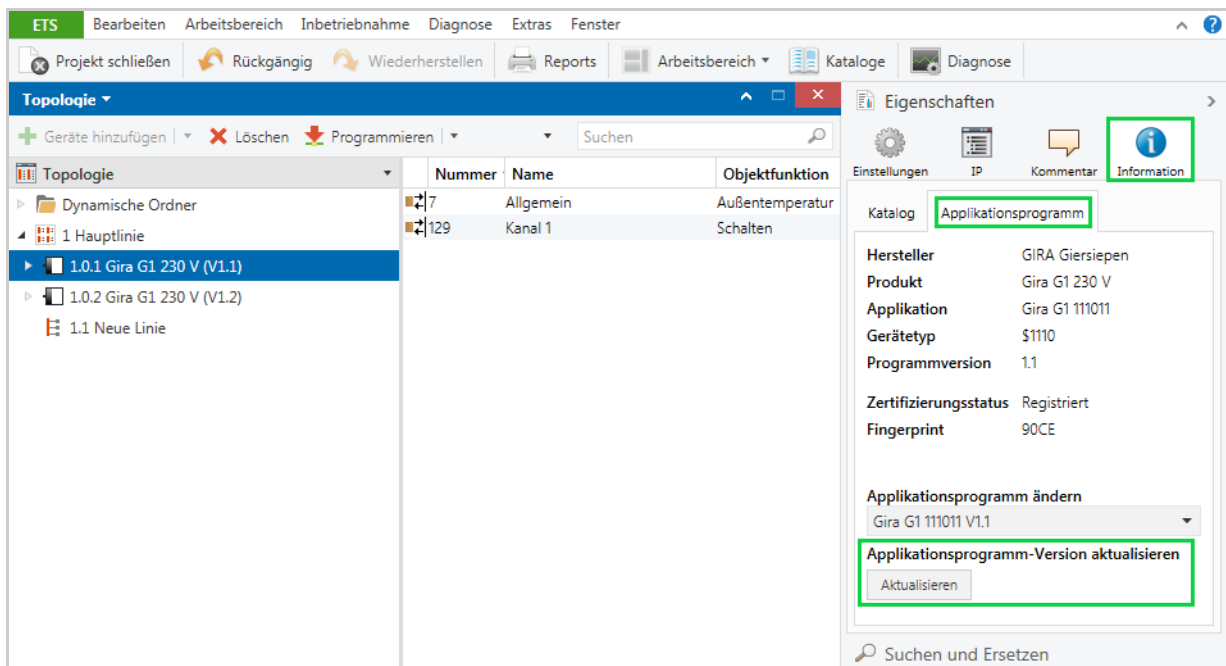 ETS Bearbeiten Arbeitsbereich Inbetriebnahme Diagnose Extras Fenster
Projekt schließen Rückgängig Wiederherstellen Reports Arbeitsbereich Kataloge Diagnose
Topologie
Geräte hinzufügen Löschen Programmieren Suchen
Topologie
Dynamische Ordner
1 Hauptlinie
1.0.1 Gira G1 230 V (V1.1)
1.0.2 Gira G1 230 V (V1.2)
1.1 Neue Linie
Nummer Name Objektfunktion
7 Allgemein Außentemperatur
129 Kanal 1 Schalten
Eigenschaften
Einstellungen IP Kommentar Information
Katalog Applikationsprogramm
Hersteller GIRA Giersiepen
Produkt Gira G1 230 V
Applikation Gira G1 111011
Gerätetyp $1110
Programmversion 1.1
Zertifizierungsstatus Registriert
Fingerprint 90CE
Applikationsprogramm ändern
Gira G1 111011 V1.1
Applikationsprogramm-Version aktualisieren
Aktualisieren
Suchen und Ersetzen